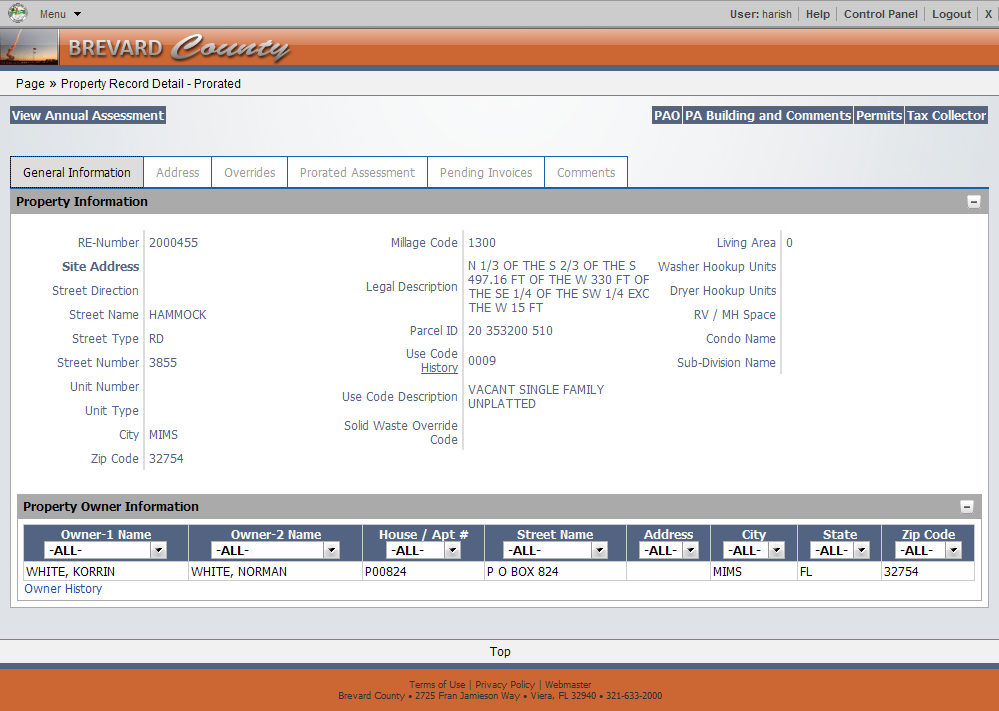 Menu
User: harish | Help | Control Panel | Logout | X
BREVARD County
Page » Property Record Detail - Prorated
View Annual Assessment
PAO PA Building and Comments Permits Tax Collector
General Information Address Overrides Prorated Assessment Pending Invoices Comments
Property Information
RE-Number 2000455
Site Address
Street Direction
Street Name HAMMOCK
Street Type RD
Street Number 3855
Unit Number
Unit Type
City MIMS
Zip Code 32754
Millage Code 1300
Legal Description
N 1/3 OF THE S 2/3 OF THE S
497.16 FT OF THE W 330 FT OF
THE SE 1/4 OF THE SW 1/4 EXC
THE W 15 FT
Parcel ID 20 353200 510
Use Code
History
0009
Use Code Description
VACANT SINGLE FAMILY
UNPLATTED
Solid Waste Override
Code
Living Area 0
Washer Hookup Units
Dryer Hookup Units
RV / MH Space
Condo Name
Sub-Division Name
Property Owner Information
Owner-1 Name Owner-2 Name House / Apt # Street Name Address City State Zip Code
-ALL- -ALL- -ALL- -ALL- -ALL- -ALL- -ALL- -ALL-
WHITE, KORRIN WHITE, NORMAN P00824 P O BOX 824 MIMS FL 32754
Owner History
Top
Terms of Use | Privacy Policy | Webmaster
Brevard County • 2725 Fran Jamieson Way • Viera, FL 32940 • 321-633-2000